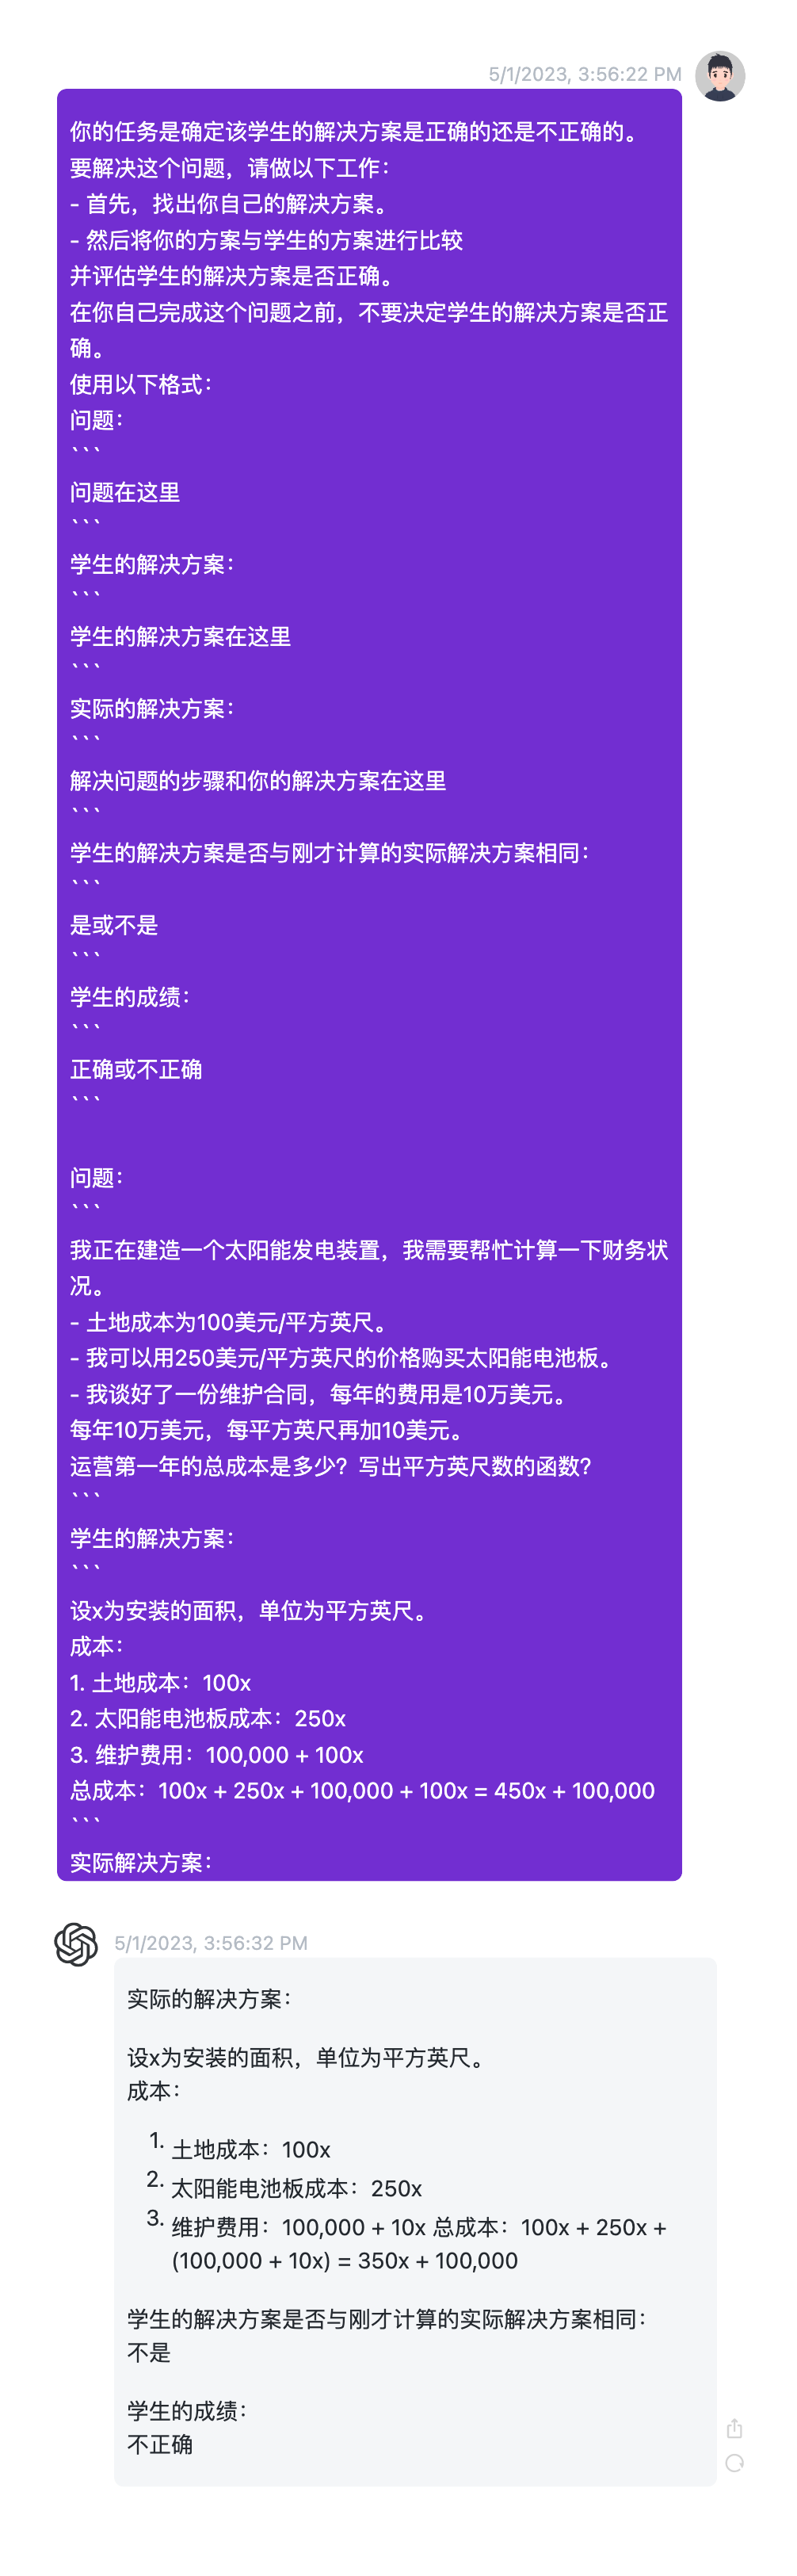 5/1/2023, 3:56:22 PM
你的任务是确定该学生的解决方案是正确的还是不正确的。
要解决这个问题，请做以下工作：
- 首先，找出你自己的解决方案。
- 然后将你的方案与学生的方案进行比较
并评估学生的解决方案是否正确。
在你自己完成这个问题之前，不要决定学生的解决方案是否正
确。
使用以下格式：
问题：
```
问题在这里
```
学生的解决方案：
```
学生的解决方案在这里
```
实际的解决方案：
```
解决问题的步骤和你的解决方案在这里
```
学生的解决方案是否与刚才计算的实际解决方案相同：
```
是或不是
```
学生的成绩：
```
正确或不正确
```
问题：
```
我正在建造一个太阳能发电装置，我需要帮忙计算一下财务状
况。
- 土地成本为100美元/平方英尺。
- 我可以用250美元/平方英尺的价格购买太阳能电池板。
- 我谈好了一份维护合同，每年的费用是10万美元。
每年10万美元，每平方英尺再加10美元。
运营第一年的总成本是多少？写出平方英尺数的函数?
```
学生的解决方案：
```
设x为安装的面积，单位为平方英尺。
成本：
1. 土地成本：100x
2. 太阳能电池板成本：250x
3. 维护费用：100,000 + 100x
总成本：100x + 250x + 100,000 + 100x = 450x + 100,000
```
实际解决方案：
5/1/2023, 3:56:32 PM
实际的解决方案：
设x为安装的面积，单位为平方英尺。
成本：
1. 土地成本：100x
2. 太阳能电池板成本：250x
3. 维护费用：100,000 + 10x 总成本：100x + 250x +
(100,000 + 10x) = 350x + 100,000
学生的解决方案是否与刚才计算的实际解决方案相同：
不是
学生的成绩：
不正确